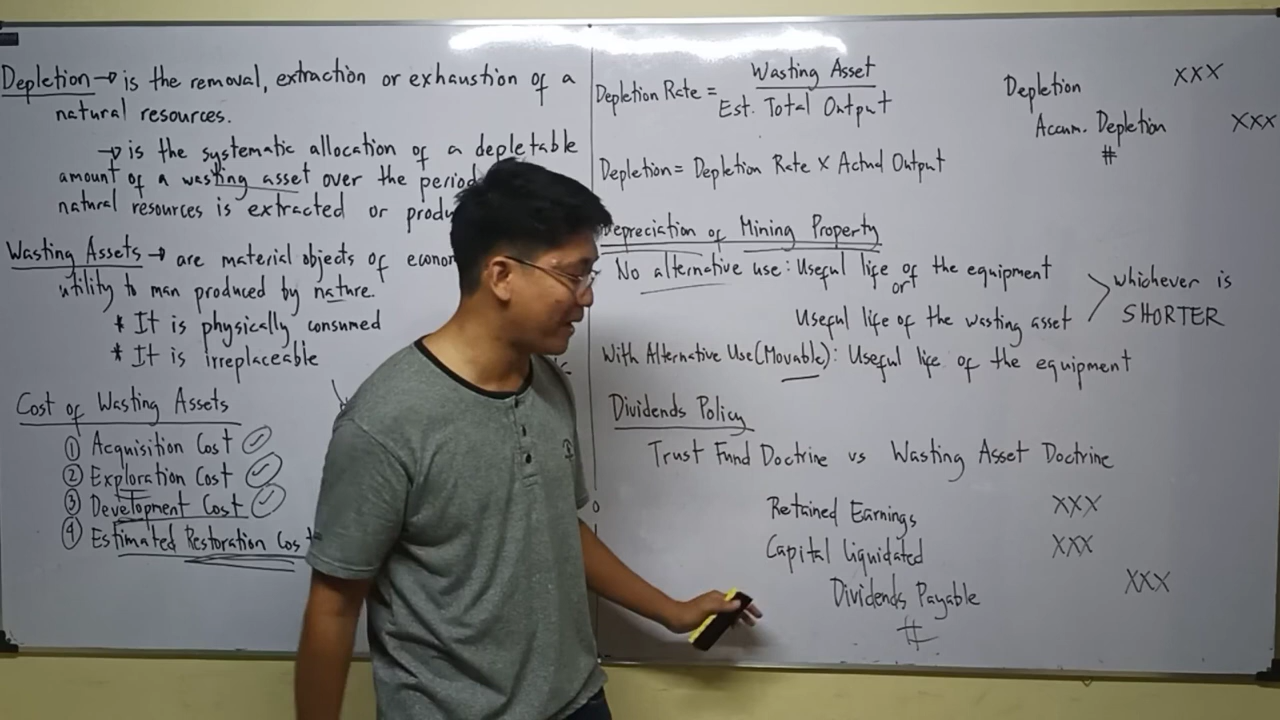 Depletion → is the removal, extraction or exhaustion of a
natural resources.
→ is the systematic allocation of a depletable
amount of a wasting asset over the period
natural resources is extracted or
Wasting Assets → are material objects of
utility to man produced by nature.
* It is physically consumed
* It is irreplaceable
Cost of Wasting Assets
① Acquisition Cost ✓
② Exploration Cost ✓
③ Development Cost ✓
④ Estimated Restoration Cost
Depletion Rate = Wasting Asset
Est. Total Output
Depletion = Depletion Rate X Actual Output
Depletion XXX
Accum. Depletion XXX
#
Depreciation of Mining Property
No alternative use: Useful life of the equipment
or
Useful life of the wasting asset
whichever is
SHORTER
With Alternative Use (Movable): Useful life of the equipment
Dividends Policy
Trust Fund Doctrine vs Wasting Asset Doctrine
Retained Earnings XXX
Capital Liquidated XXX
Dividends Payable XXX
#